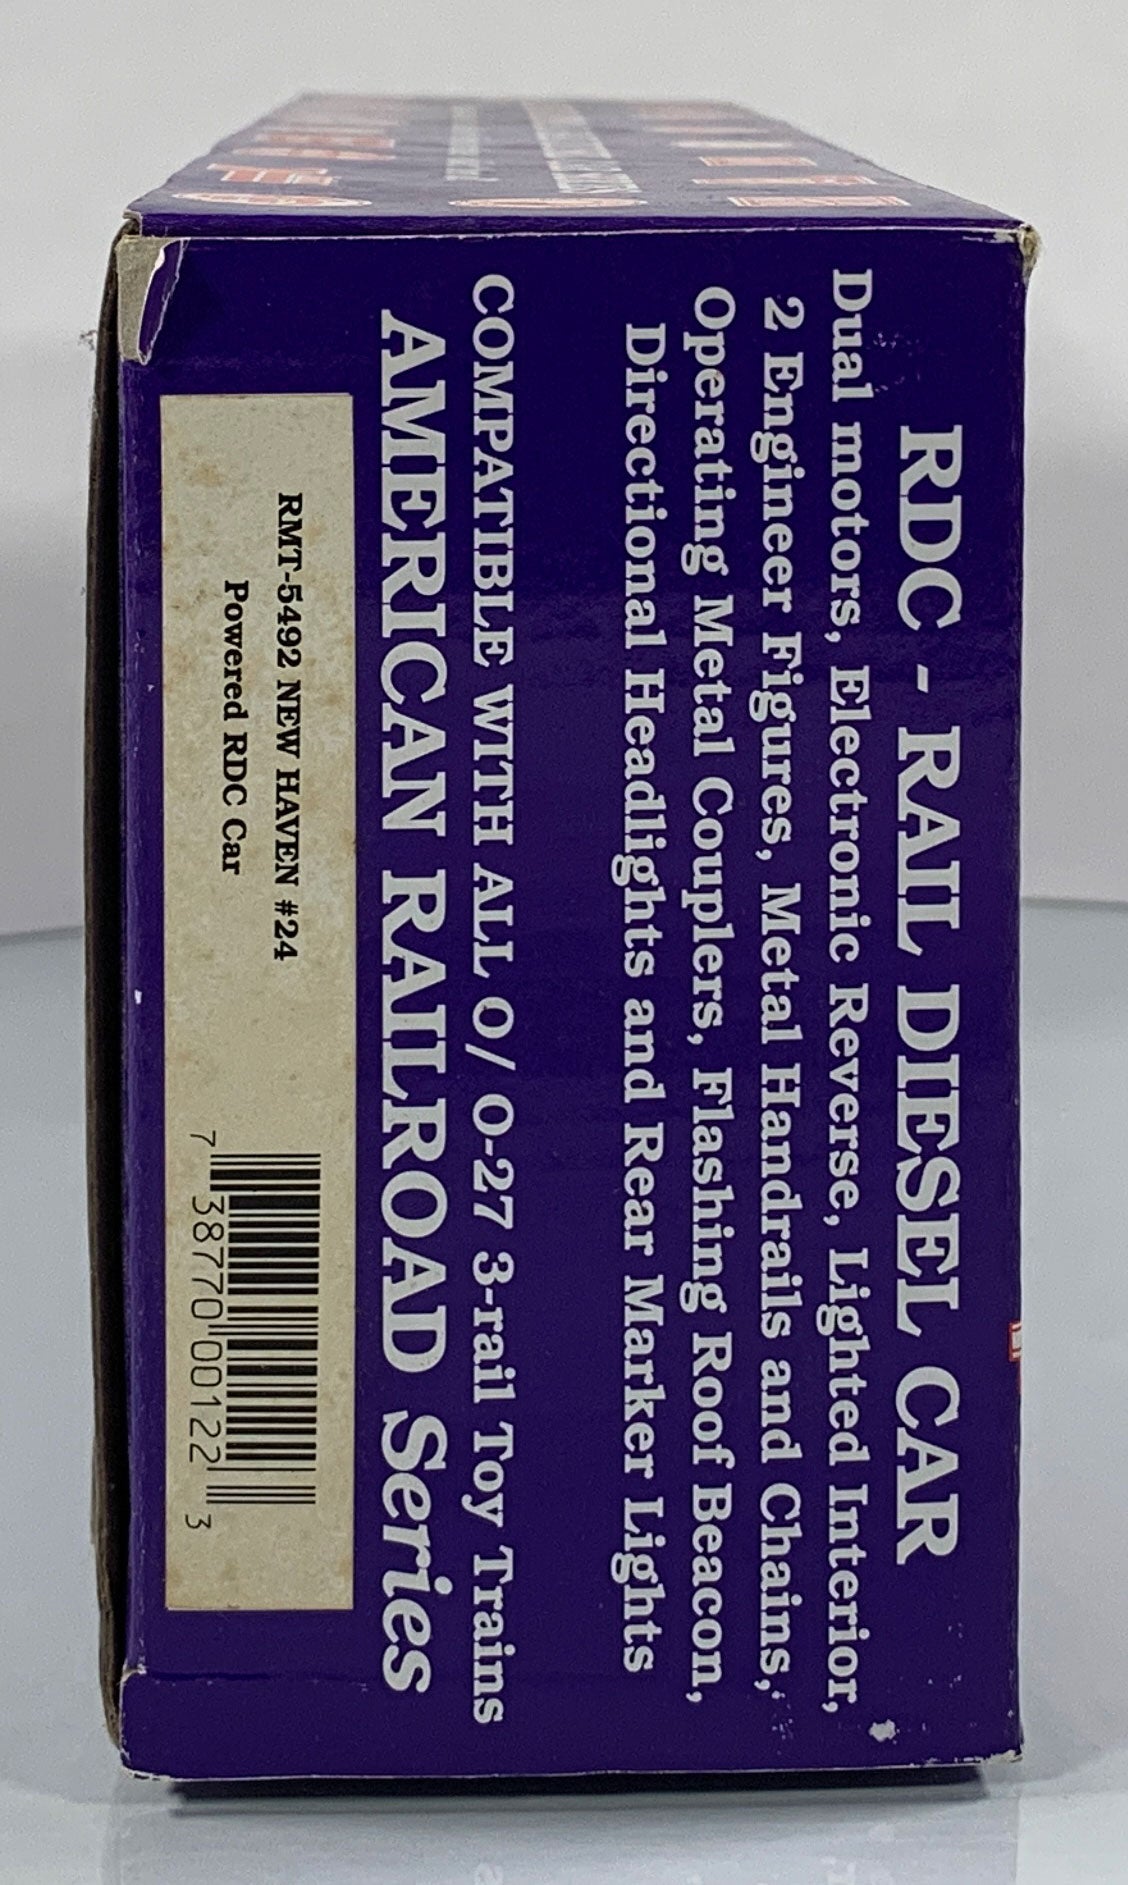 RDC - RAIL DIESEL CAR
Dual motors, Electronic Reverse, Lighted Interior,
2 Engineer Figures, Metal Handrails and Chains,
Operating Metal Couplers, Flashing Roof Beacon,
Directional Headlights and Rear Marker Lights
COMPATIBLE WITH ALL O/ O-27 3-rail Toy Trains
AMERICAN RAILROAD Series
RMT-5492 NEW HAVEN #24
Powered RDC Car
7 38770 00122 3